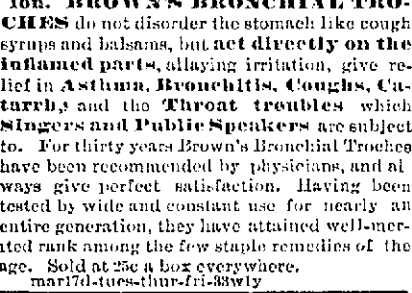 ion. BROWN'S BRONCHIAL TRO-
CHES do not disorder the stomach like cough
syrups and balsams, but act directly on the
inflamed parts, allaying irritation, give re-
lief in Asthma, Bronchitis, Coughs, Ca-
tarrh, and the Throat troubles which
Singers and Public Speakers are subject
to. For thirty years Brown's Bronchial Troches
have been recommended by physicians, and al
ways give perfect satisfaction. Having been
tested by wide and constant use for nearly an
entire generation, they have attained well-mer-
ited rank among the few staple remedies of the
age. Sold at 25c a box everywhere.
mar17d-tues-thur-fri-33wly